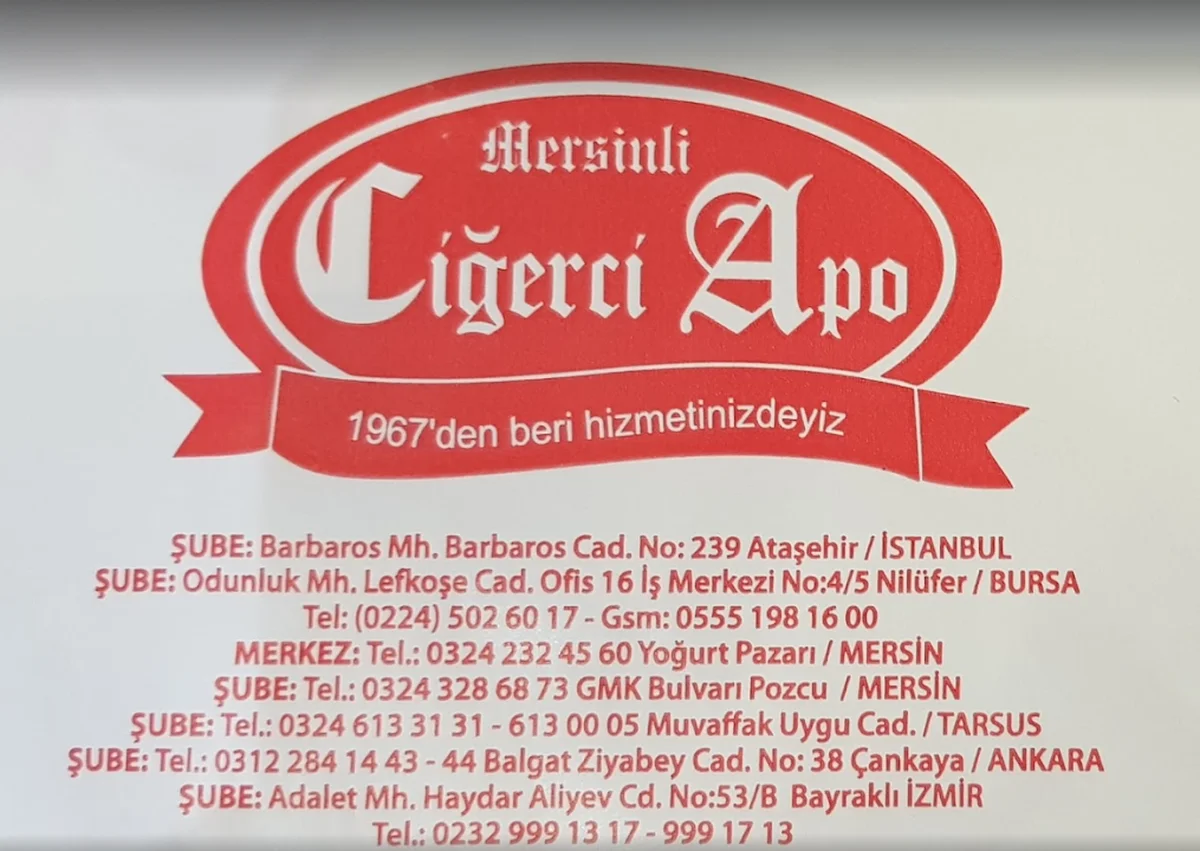 Mersinli
Ciğerci Apo
1967'den beri hizmetinizdeyiz
ŞUBE: Barbaros Mh. Barbaros Cad. No: 239 Ataşehir / İSTANBUL
ŞUBE: Odunluk Mh. Lefkoşe Cad. Ofis 16 İş Merkezi No:4/5 Nilüfer / BURSA
Tel: (0224) 502 60 17 - Gsm: 0555 198 16 00
MERKEZ: Tel.: 0324 232 45 60 Yoğurt Pazarı / MERSİN
ŞUBE: Tel.: 0324 328 68 73 GMK Bulvarı Pozcu / MERSİN
ŞUBE: Tel.: 0324 613 31 31 - 613 00 05 Muvaffak Uygu Cad. / TARSUS
ŞUBE: Tel.: 0312 284 14 43 - 44 Balgat Ziyabey Cad. No: 38 Çankaya / ANKARA
ŞUBE: Adalet Mh. Haydar Aliyev Cd. No:53/B Bayraklı İZMİR
Tel.: 0232 999 13 17 - 999 17 13